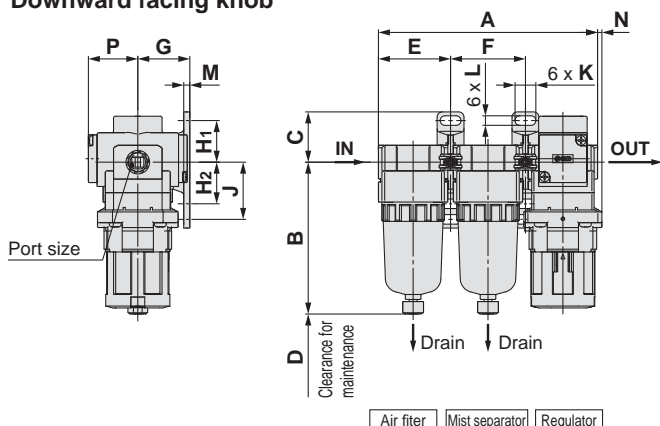 Downward facing knob
A
N
P
G
E
F
M
6 x L
6 x K
C
H1
IN
OUT
H2
J
B
Port size
D
Clearance for
maintenance
Drain
Drain
Air fiter
Mist separator
Regulator